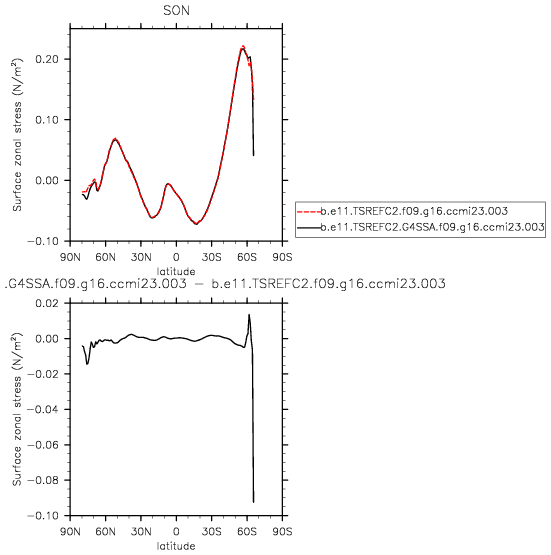 SON
0.20
0.10
0.00
-0.10
Surface zonal stress (N/m²)
90N 60N 30N 0 30S 60S 90S
latitude
b.e11.TSREFC2.f09.g16.ccmi23.003
b.e11.TSREFC2.G4SSA.f09.g16.ccmi23.003
.G4SSA.f09.g16.ccmi23.003 - b.e11.TSREFC2.f09.g16.ccmi23.003
0.02
0.00
-0.02
-0.04
-0.06
-0.08
-0.10
Surface zonal stress (N/m²)
90N 60N 30N 0 30S 60S 90S
latitude